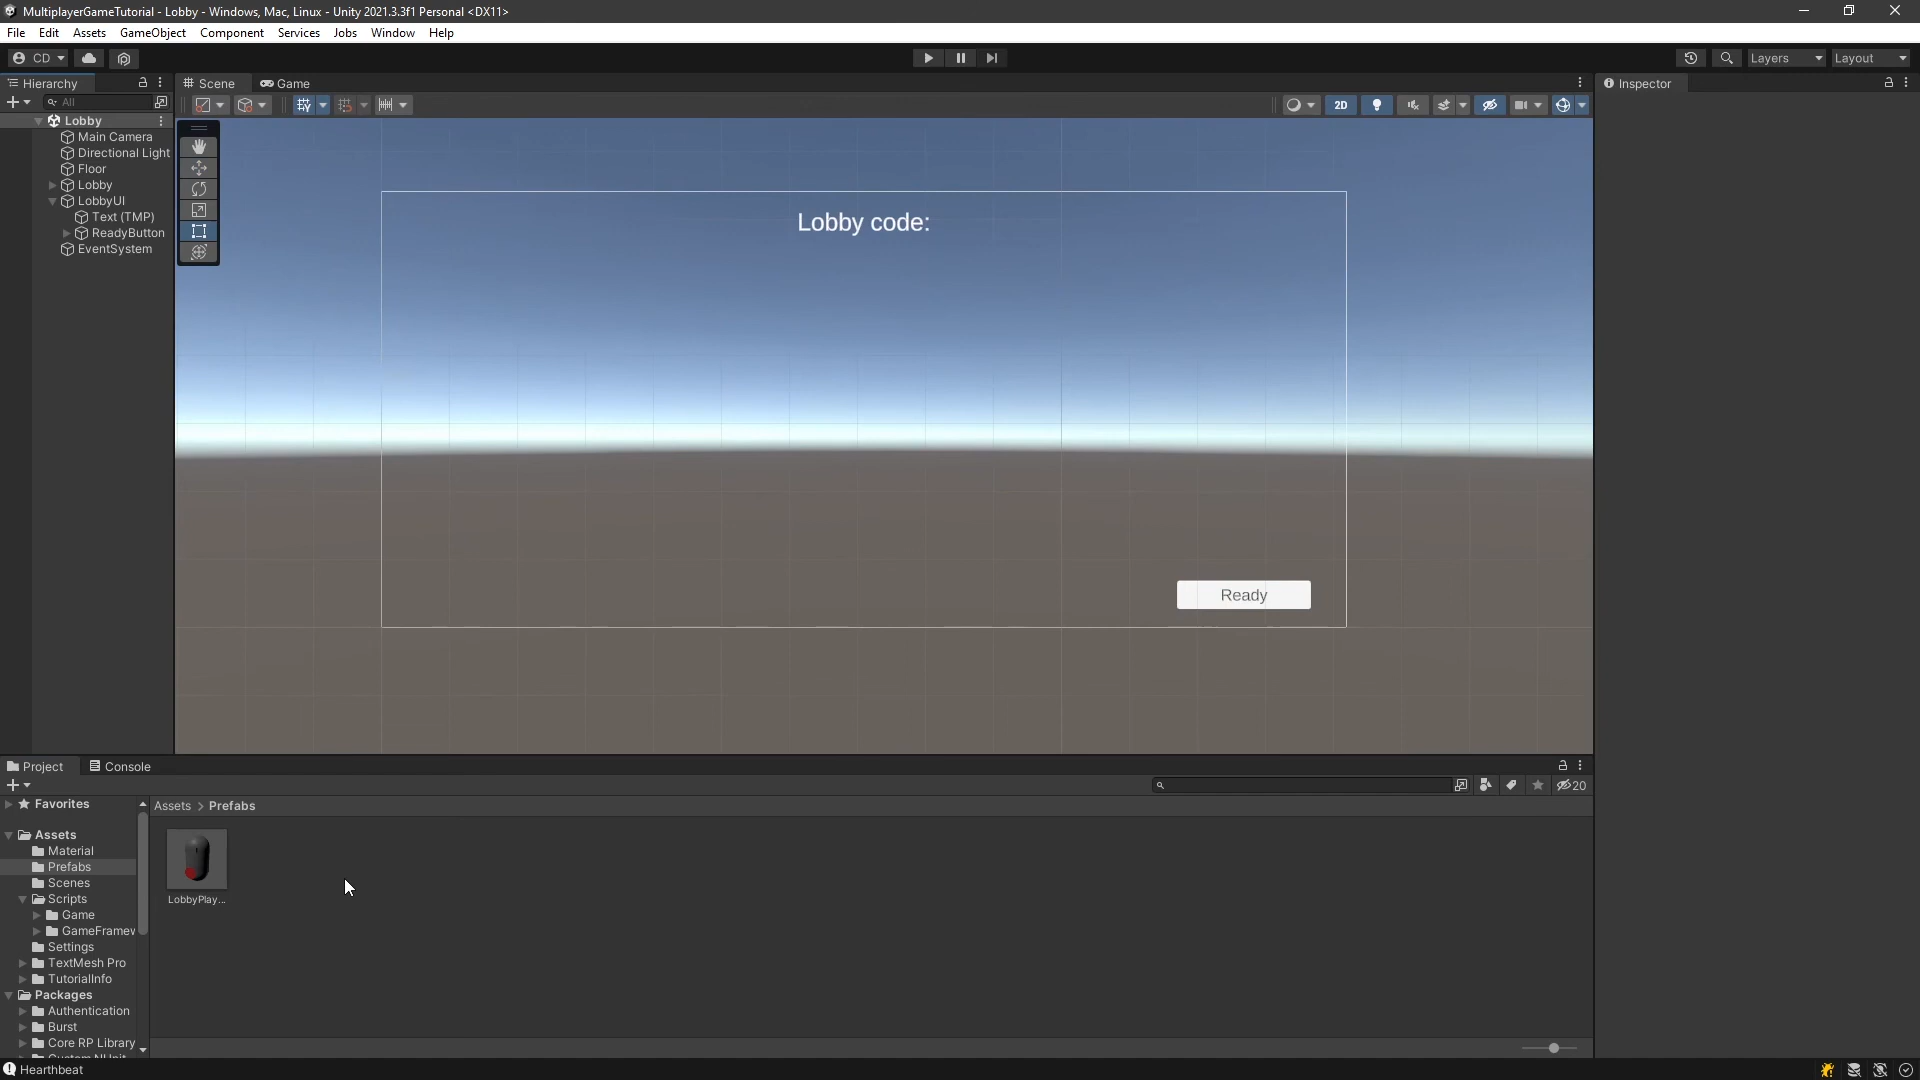 MultiplayerGameTutorial - Lobby - Windows, Mac, Linux - Unity 2021.3.3f1 Personal <DX11>
File Edit Assets GameObject Component Services Jobs Window Help
CD Layers Layout
Hierarchy Scene Game Inspector
All 2D
Lobby
Main Camera
Directional Light
Floor
Lobby
LobbyUI
Text (TMP)
ReadyButton
EventSystem
Lobby code:
Ready
Project Console
20
Favorites Assets > Prefabs
Assets
Material
Prefabs
Scenes
Scripts
Game
GameFramew
Settings
TextMesh Pro
TutorialInfo
Packages
Authentication
Burst
Core RP Library
LobbyPlay...
Hearthbeat